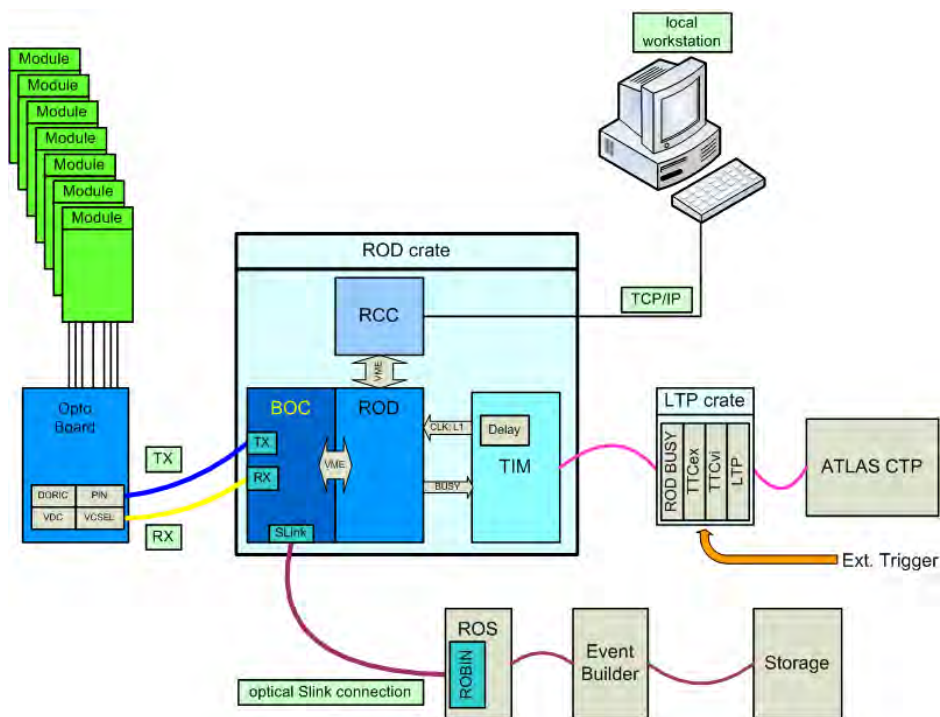 local
workstation
Module
Module
Module
Module
Module
Module
Module
ROD crate
TCP/IP
RCC
VME
Opto
Board
BOC
ROD
CLK; L1
Delay
TIM
LTP crate
ROD BUSY
TTCex
TTCvi
LTP
ATLAS CTP
TX
TX
VME
RX
BUSY
DORIC
PIN
VDC
VCSEL
RX
SLink
Ext. Trigger
ROS
ROBIN
Event
Builder
Storage
optical Slink connection